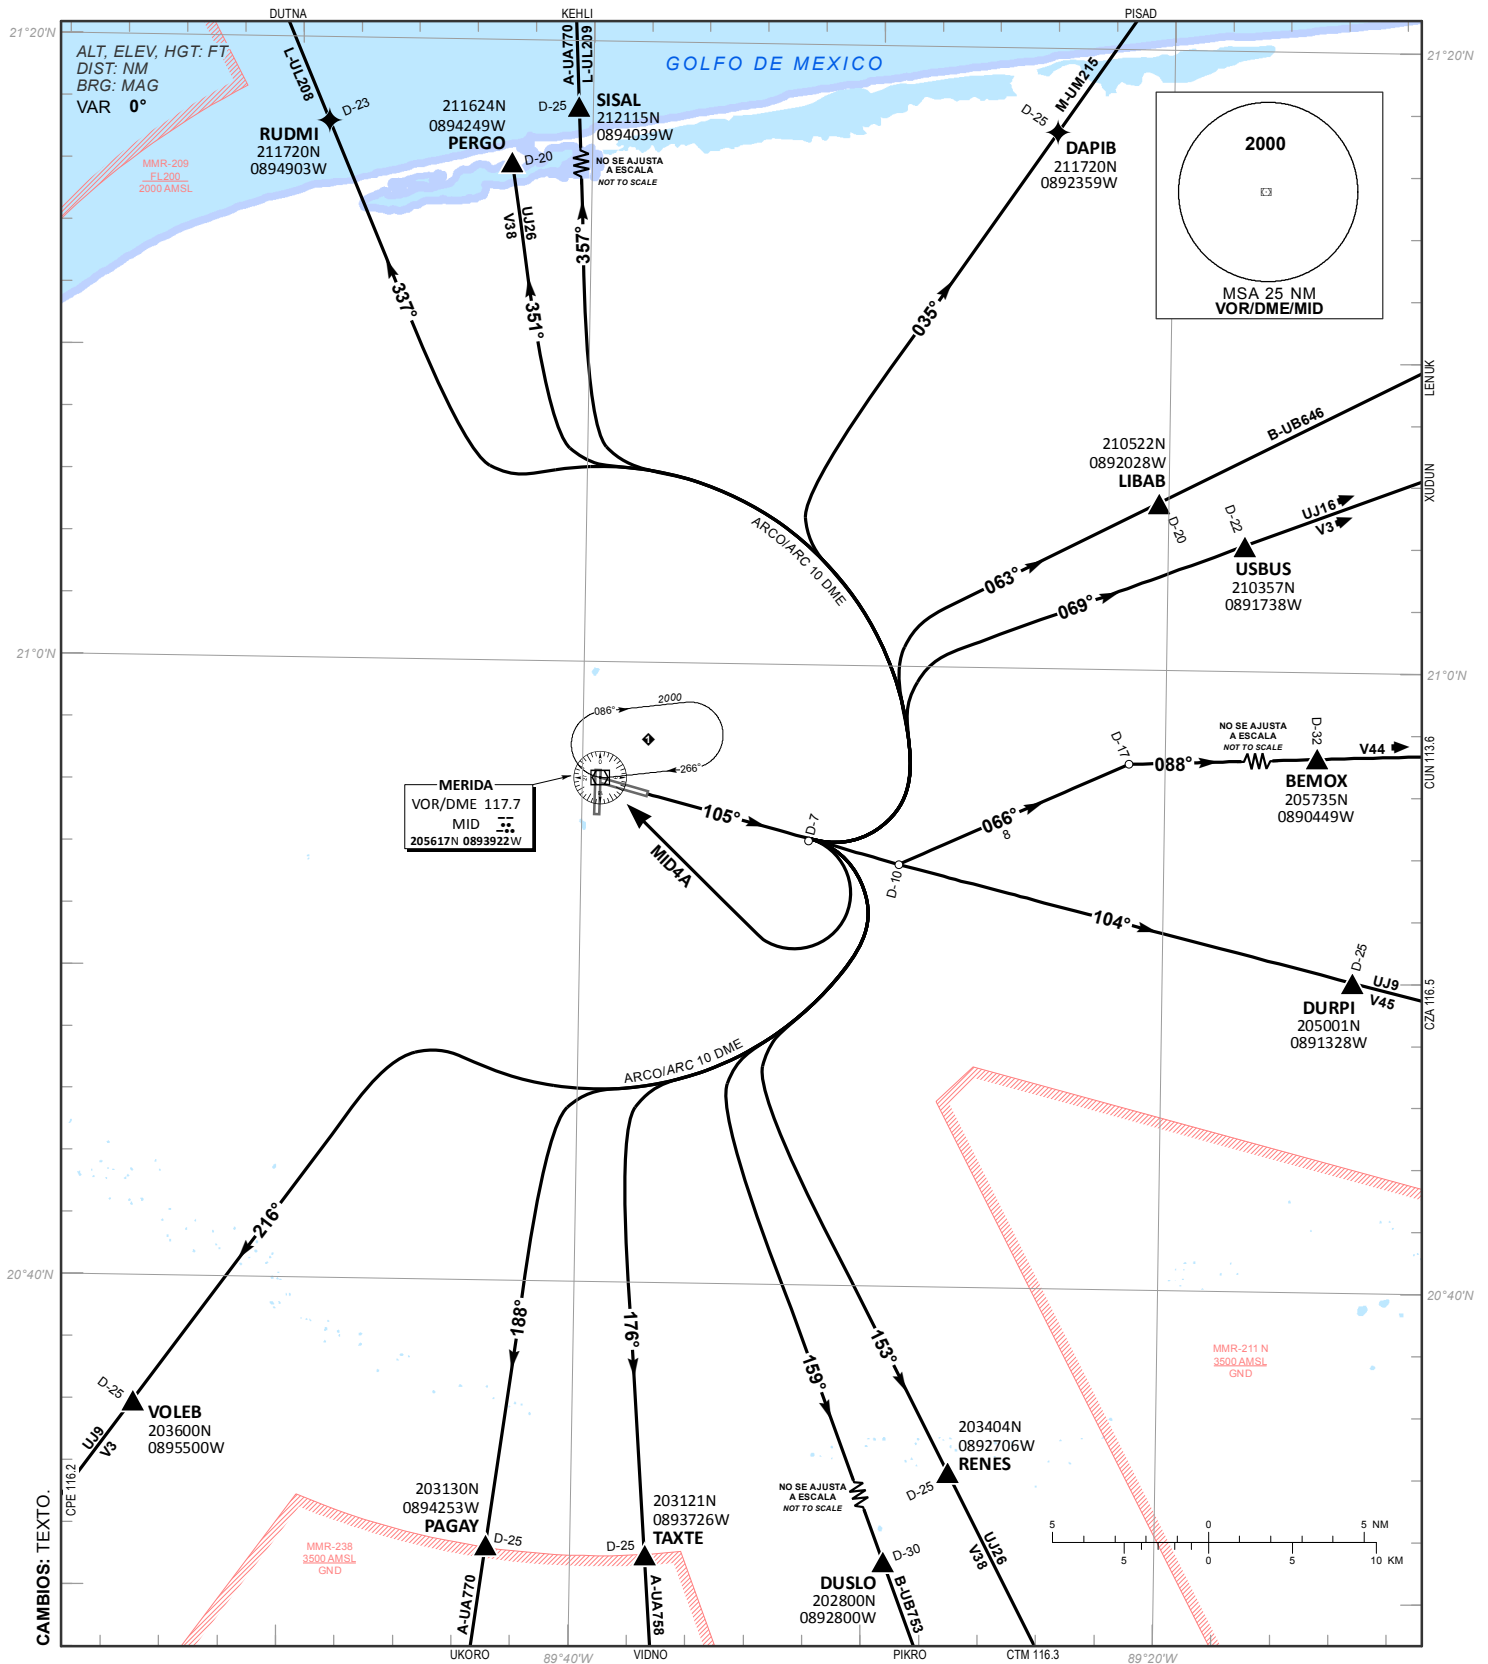 DUTNA
KEHLI
PISAD
21°20'N
21°20'N
ALT, ELEV, HGT: FT
DIST: NM
BRG: MAG
VAR 0°
GOLFO DE MEXICO
L-UL208
A-UA770
L-UL209
M-UM215
D-23
RUDMI
211720N
0894903W
211624N
0894249W
PERGO
D-20
D-25
SISAL
212115N
0894039W
NO SE AJUSTA
A ESCALA
NOT TO SCALE
D-25
DAPIB
211720N
0892359W
2000
MSA 25 NM
VOR/DME/MID
MMR-209
FL200
2000 AMSL
UJ26
V38
337°
351°
357°
035°
LENUK
B-UB646
210522N
0892028W
LIBAB
D-20
XUDUN
UJ16
V3
D-22
USBUS
210357N
0891738W
063°
069°
ARCO/ARC 10 DME
21°0'N
21°0'N
2000
086°
1
266°
MERIDA
VOR/DME 117.7
MID
205617N 0893922W
105°
D-7
MID4A
D-10
066°
8
D-17
088°
NO SE AJUSTA
A ESCALA
NOT TO SCALE
D-32
BEMOX
205735N
0890449W
V44
CUN 113.6
104°
D-25
DURPI
205001N
0891328W
UJ9
V45
CZA 116.5
ARCO/ARC 10 DME
216°
188°
176°
159°
153°
20°40'N
20°40'N
MMR-211 N
3500 AMSL
GND
D-25
VOLEB
203600N
0895500W
UJ9
V3
CPE 116.2
203130N
0894253W
PAGAY
D-25
203121N
0893726W
TAXTE
D-25
NO SE AJUSTA
A ESCALA
NOT TO SCALE
203404N
0892706W
RENES
D-25
D-30
DUSLO
202800N
0892800W
MMR-238
3500 AMSL
GND
A-UA770
A-UA758
B-UB753
UJ26
V38
5 0 5 NM
5 0 5 10 KM
CAMBIOS: TEXTO.
UKORO
89°40'W
VIDNO
PIKRO
CTM 116.3
89°20'W